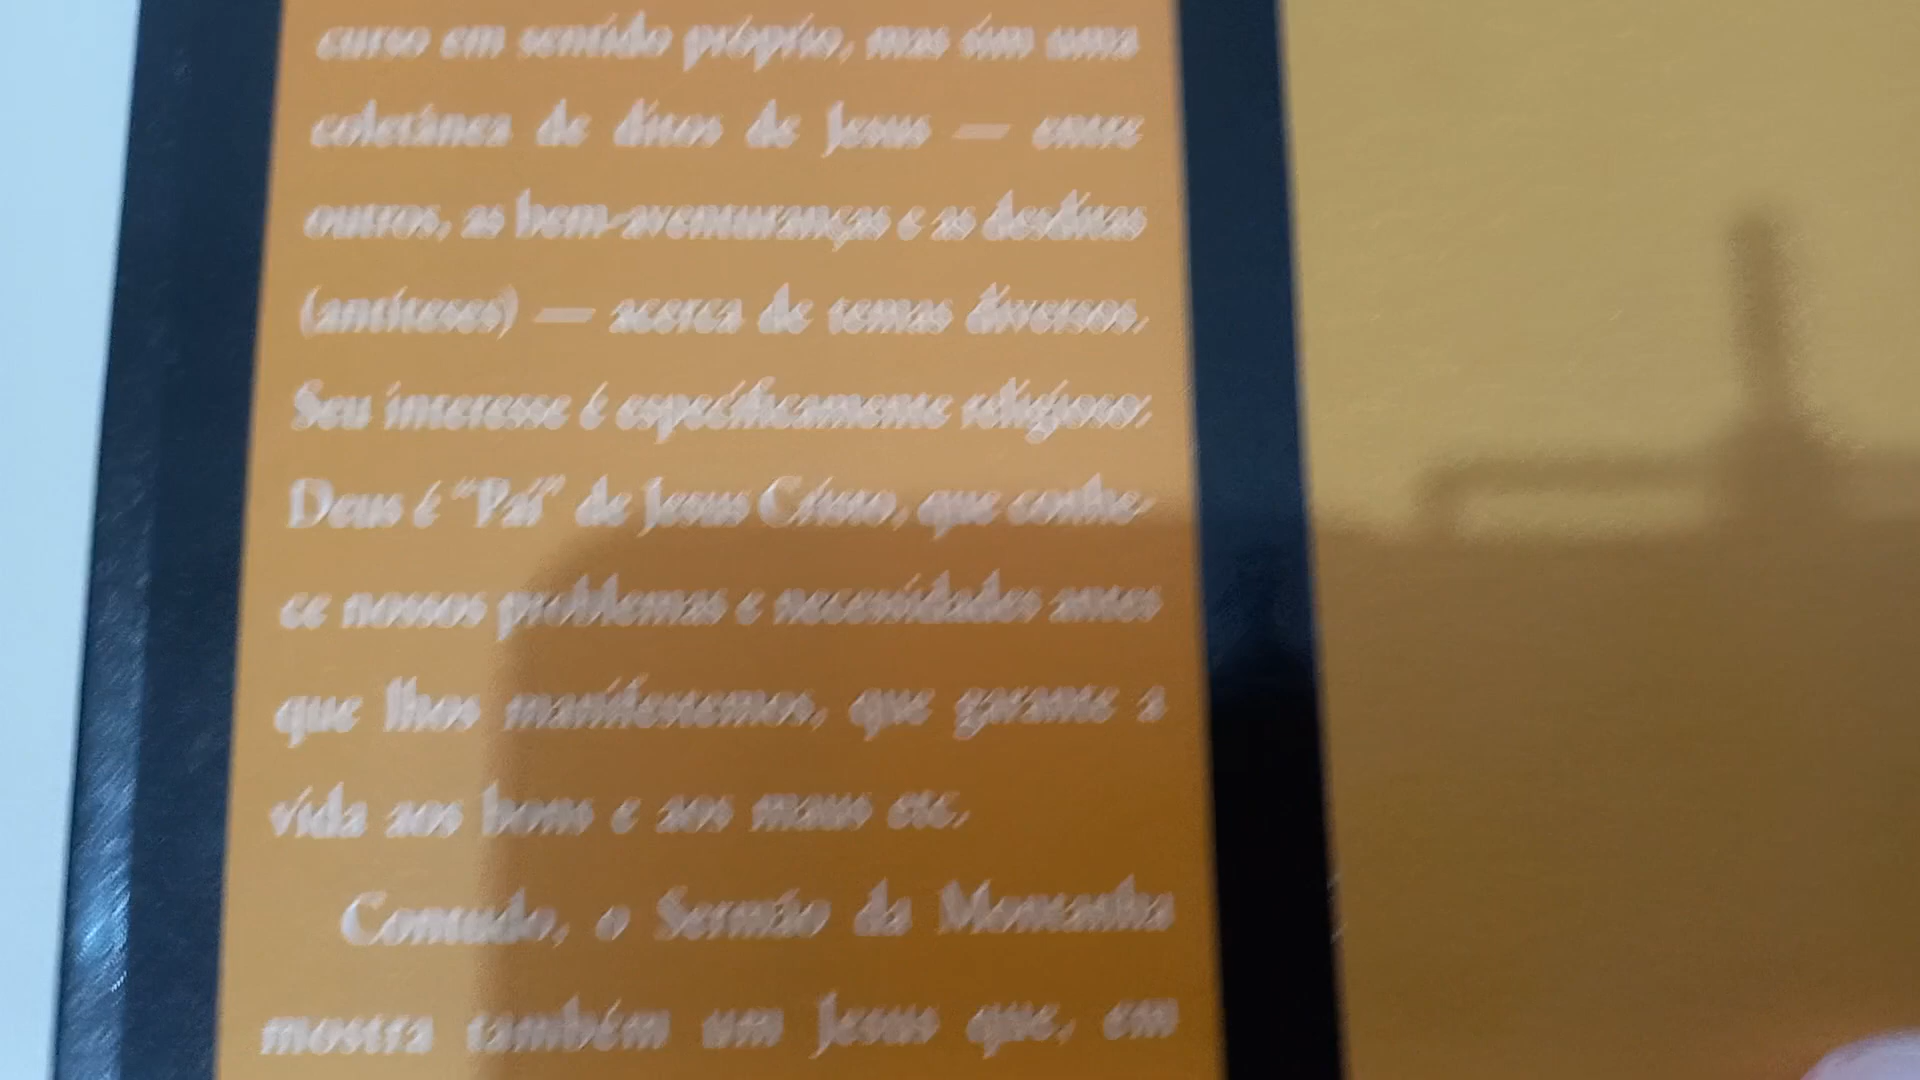 curso em sentido próprio, mas sim uma
coletânea de ditos de Jesus — entre
outros, as bem-aventuranças e as desditas
(antíteses) — acerca de temas diversos.
Seu interesse é especificamente religioso:
Deus é “Pai” de Jesus Cristo, que conhe-
ce nossos problemas e necessidades antes
que lhos manifestemos, que garante a
vida aos bons e aos maus etc.
Contudo, o Sermão da Montanha
mostra também um Jesus que, em